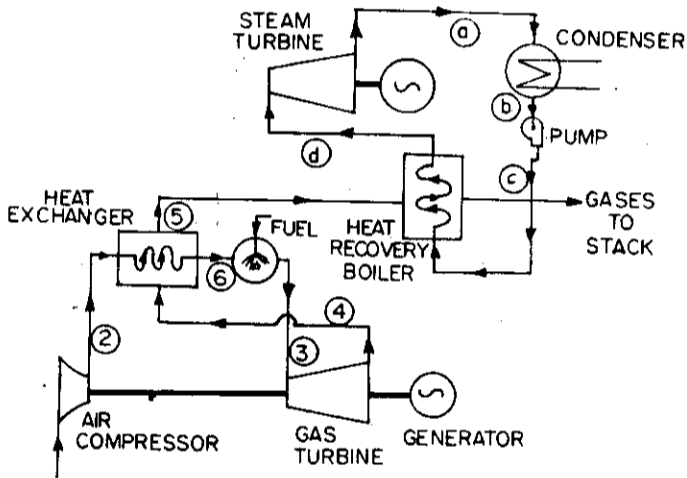 STEAM
TURBINE
a
CONDENSER
b
PUMP
d
c
HEAT
EXCHANGER
5
FUEL
6
HEAT
RECOVERY
BOILER
GASES
TO
STACK
2
4
3
AIR
COMPRESSOR
GAS
TURBINE
GENERATOR